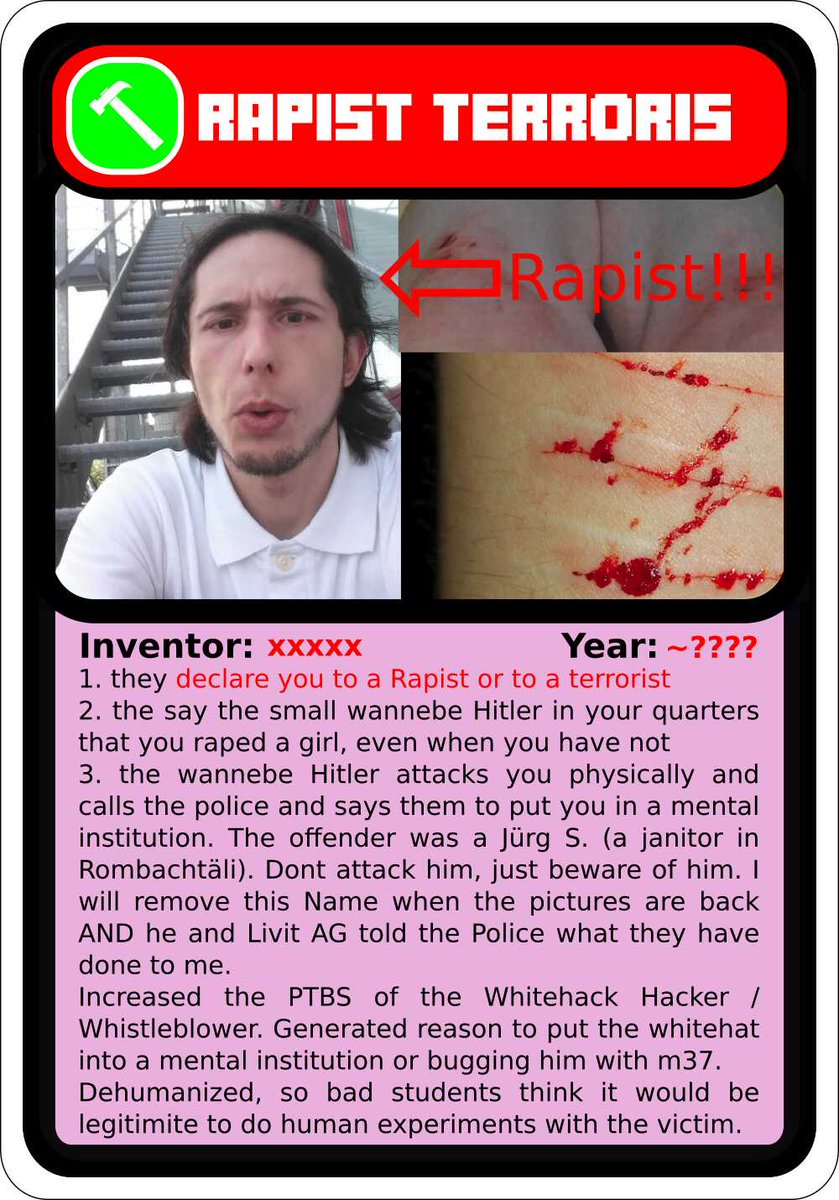 RAPIST TERRORIS
Rapist!!!
Inventor: xxxxx Year: ~????
1. they declare you to a Rapist or to a terrorist
2. the say the small wannebe Hitler in your quarters
that you raped a girl, even when you have not
3. the wannebe Hitler attacks you physically and
calls the police and says them to put you in a mental
institution. The offender was a Jürg S. (a janitor in
Rombachtäli). Dont attack him, just beware of him. I
will remove this Name when the pictures are back
AND he and Livit AG told the Police what they have
done to me.
Increased the PTBS of the Whitehack Hacker /
Whistleblower. Generated reason to put the whitehat
into a mental institution or bugging him with m37.
Dehumanized, so bad students think it would be
legitimite to do human experiments with the victim.